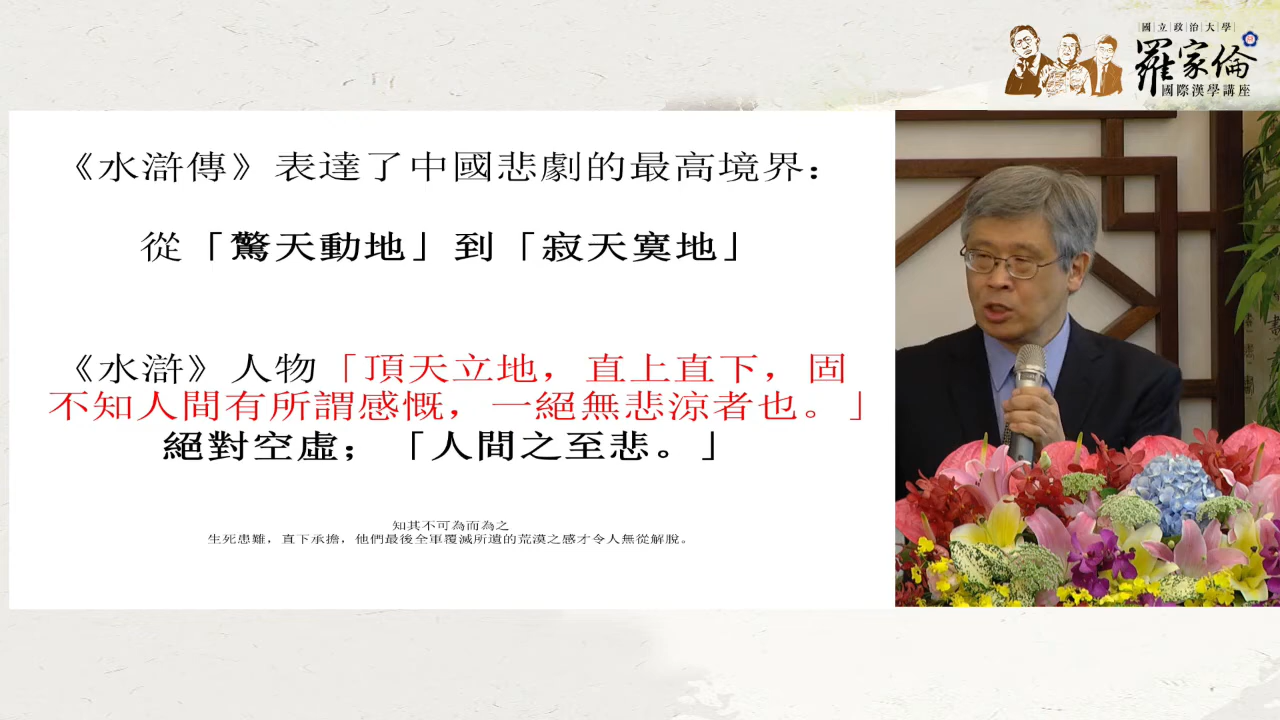 國立政治大學
羅家倫
國際漢學講座
《水滸傳》表達了中國悲劇的最高境界：
從「驚天動地」到「寂天寞地」
《水滸》人物「頂天立地，直上直下，固
不知人間有所謂感慨，一絕無悲涼者也。」
絕對空虛；「人間之至悲。」
知其不可為而為之
生死患難，直下承擔，他們最後全軍覆滅所遺的荒漠之感才令人無從解脫。